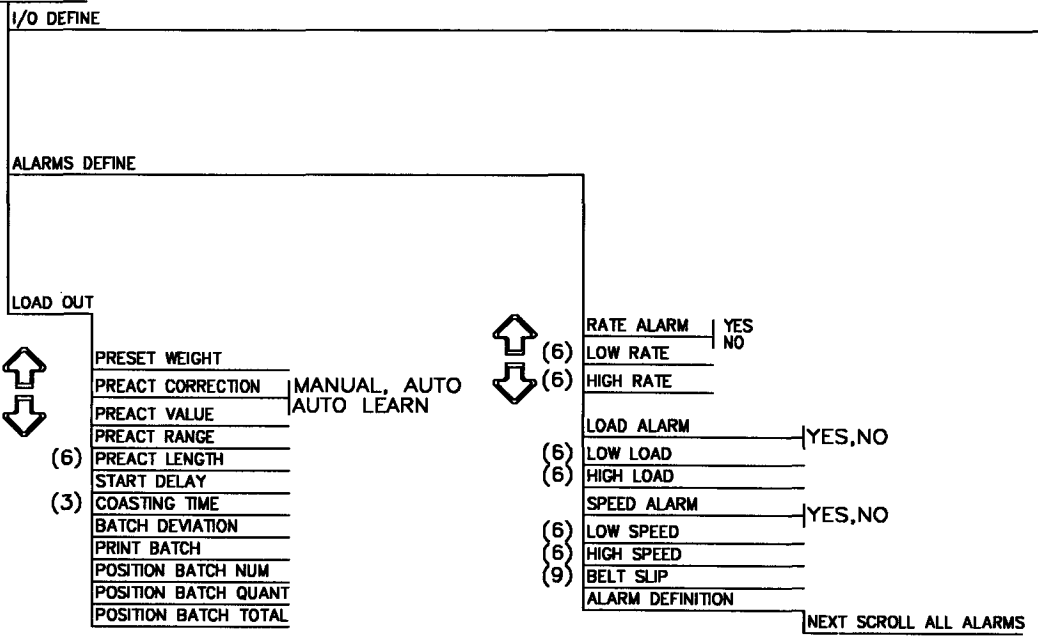 I/O DEFINE
ALARMS DEFINE
LOAD OUT
PRESET WEIGHT
PREACT CORRECTION
MANUAL, AUTO
AUTO LEARN
PREACT VALUE
PREACT RANGE
(6) PREACT LENGTH
START DELAY
(3) COASTING TIME
BATCH DEVIATION
PRINT BATCH
POSITION BATCH NUM
POSITION BATCH QUANT
POSITION BATCH TOTAL
RATE ALARM YES
NO
(6) LOW RATE
(6) HIGH RATE
LOAD ALARM YES,NO
(6) LOW LOAD
(6) HIGH LOAD
SPEED ALARM YES,NO
(6) LOW SPEED
(6) HIGH SPEED
(9) BELT SLIP
ALARM DEFINITION
NEXT SCROLL ALL ALARMS